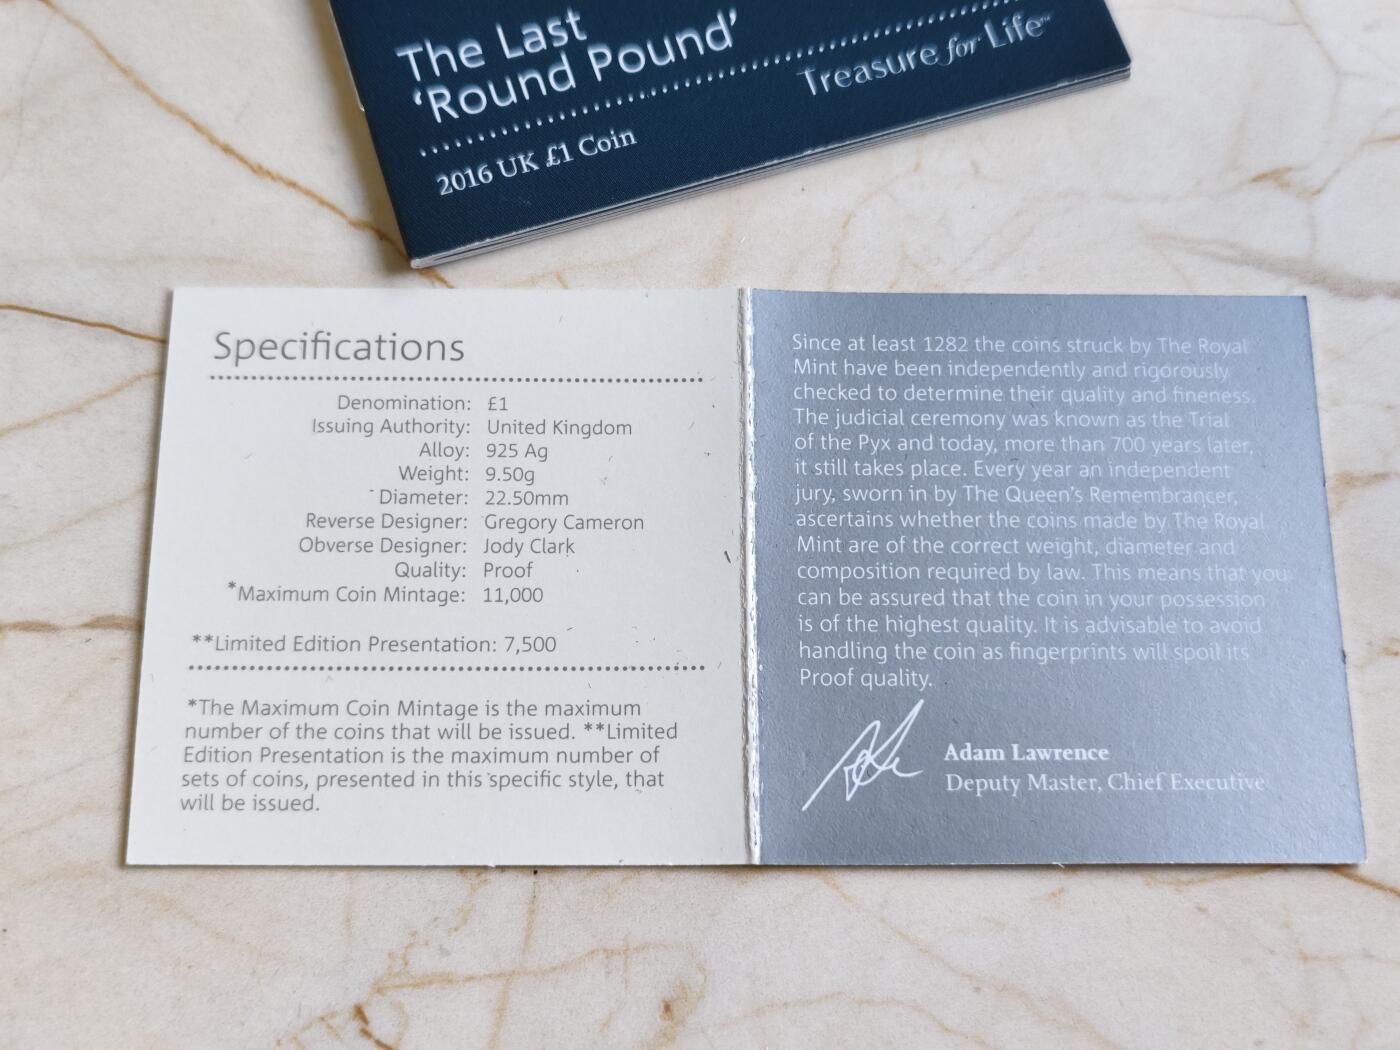 The Last
'Round Pound'
Treasure for Life™
2016 UK £1 Coin
Specifications
Denomination: £1
Issuing Authority: United Kingdom
Alloy: 925 Ag
Weight: 9.50g
Diameter: 22.50mm
Reverse Designer: Gregory Cameron
Obverse Designer: Jody Clark
Quality: Proof
*Maximum Coin Mintage: 11,000
**Limited Edition Presentation: 7,500
*The Maximum Coin Mintage is the maximum
number of the coins that will be issued. **Limited
Edition Presentation is the maximum number of
sets of coins, presented in this specific style, that
will be issued.
Since at least 1282 the coins struck by The Royal
Mint have been independently and rigorously
checked to determine their quality and fineness.
The judicial ceremony was known as the Trial
of the Pyx and today, more than 700 years later,
it still takes place. Every year an independent
jury, sworn in by The Queen's Remembrancer,
ascertains whether the coins made by The Royal
Mint are of the correct weight, diameter and
composition required by law. This means that you
can be assured that the coin in your possession
is of the highest quality. It is advisable to avoid
handling the coin as fingerprints will spoil its
Proof quality.
Adam Lawrence
Deputy Master, Chief Executive